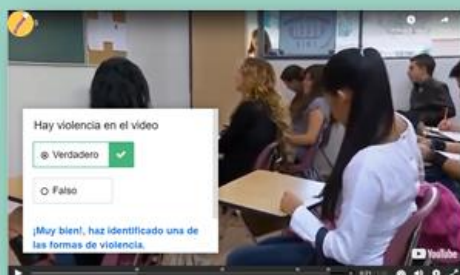 Hay violencia en el video
Verdadero
Falso
¡Muy bien!, haz identificado una de
las formas de violencia.
YouTube